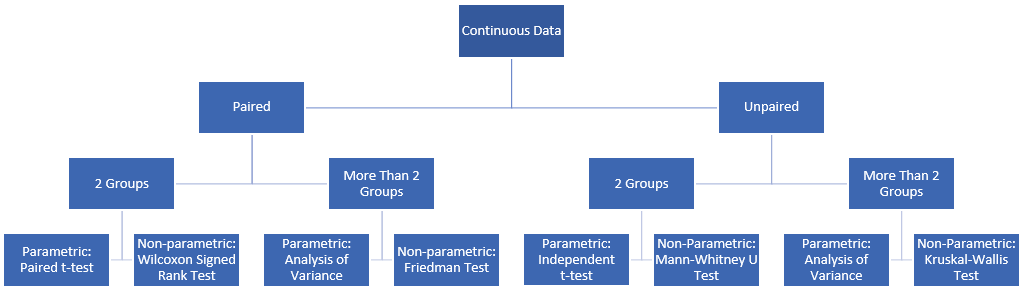 Continuous Data
Paired
Unpaired
2 Groups
More Than 2
Groups
2 Groups
More Than 2
Groups
Parametric:
Paired t-test
Non-parametric:
Wilcoxon Signed
Rank Test
Parametric:
Analysis of
Variance
Non-parametric:
Friedman Test
Parametric:
Independent
t-test
Non-Parametric:
Mann-Whitney U
Test
Parametric:
Analysis of
Variance
Non-Parametric:
Kruskal-Wallis
Test